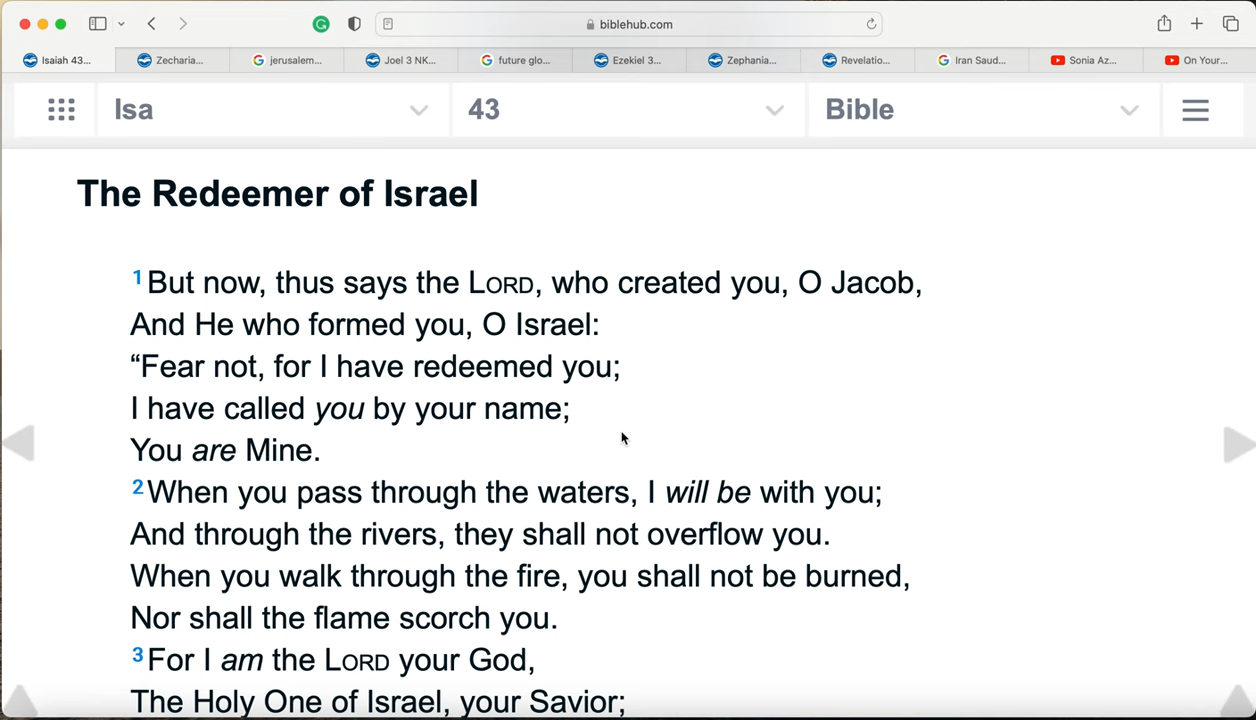 biblehub.com
Isaiah 43...
Zecharia...
jerusalem...
Joel 3 NK...
future glo...
Ezekiel 3...
Zephania...
Revelatio...
Iran Saud...
Sonia Az...
On Your...
Isa
43
Bible
The Redeemer of Israel
1 But now, thus says the LORD, who created you, O Jacob,
And He who formed you, O Israel:
“Fear not, for I have redeemed you;
I have called you by your name;
You are Mine.
2 When you pass through the waters, I will be with you;
And through the rivers, they shall not overflow you.
When you walk through the fire, you shall not be burned,
Nor shall the flame scorch you.
3 For I am the LORD your God,
The Holy One of Israel, your Savior;